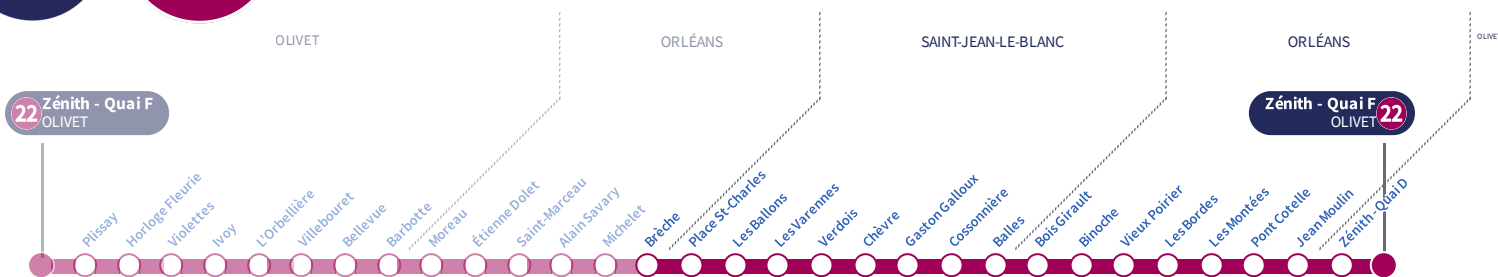 OLIVET
ORLÉANS
SAINT-JEAN-LE-BLANC
ORLÉANS
OLIVE
22 Zénith - Quai F
OLIVET
Zénith - Quai F 22
OLIVET
Plissay
Horloge Fleurie
Violettes
Ivoy
L'Orbellière
Villebouret
Bellevue
Barbotte
Moreau
Étienne Dolet
Saint-Marceau
Alain Savary
Michelet
Brèche
Place St-Charles
Les Ballons
Les Varennes
Verdois
Chèvre
Gaston Galloux
Cossonnière
Balles
Bois Girault
Binoche
Vieux Poirier
Les Bordes
Les Montées
Pont Cotelle
Jean Moulin
Zénith - Quai D